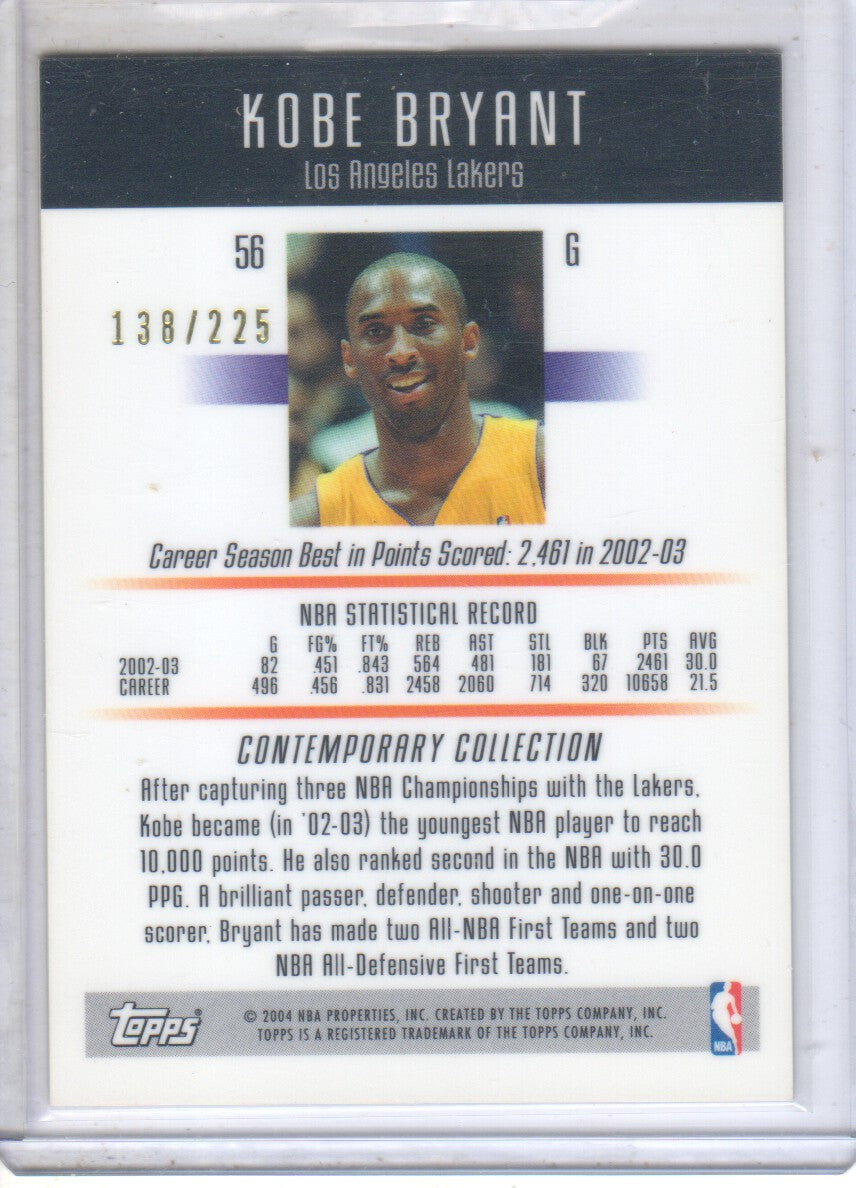 KOBE BRYANT
Los Angeles Lakers
56 G
138/225
Career Season Best in Points Scored: 2,461 in 2002-03
NBA STATISTICAL RECORD
G FG% FT% REB AST STL BLK PTS AVG
2002-03 82 .451 .843 564 481 181 67 2461 30.0
CAREER 496 .456 .831 2458 2060 714 320 10658 21.5
CONTEMPORARY COLLECTION
After capturing three NBA Championships with the Lakers,
Kobe became (in '02-03) the youngest NBA player to reach
10,000 points. He also ranked second in the NBA with 30.0
PPG. A brilliant passer, defender, shooter and one-on-one
scorer, Bryant has made two All-NBA First Teams and two
NBA All-Defensive First Teams.
Topps
© 2004 NBA PROPERTIES, INC. CREATED BY THE TOPPS COMPANY, INC.
TOPPS IS A REGISTERED TRADEMARK OF THE TOPPS COMPANY, INC.
NBA